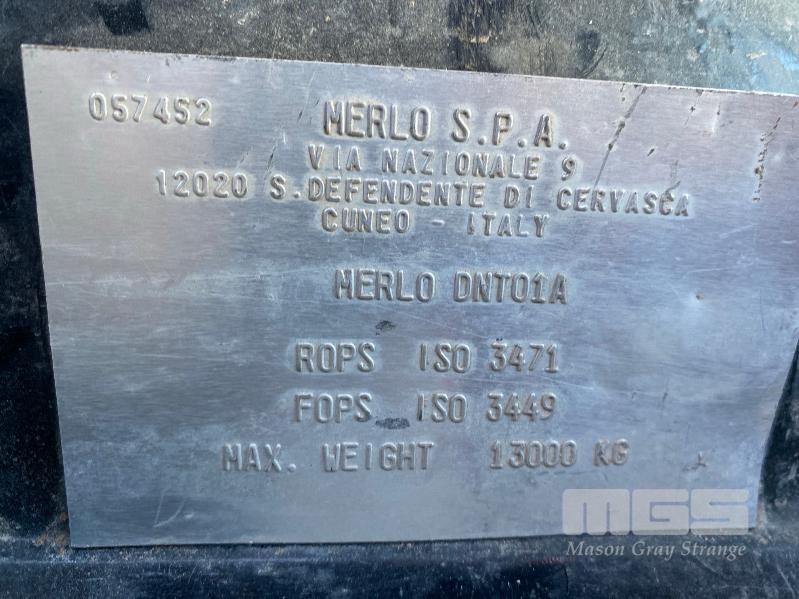 057452
MERLO S.P.A.
VIA NAZIONALE 9
12020 S.DEFENDENTE DI CERVASCA
CUNEO - ITALY
MERLO DNT01A
ROPS ISO 3471
FOPS ISO 3449
MAX. WEIGHT 13000 KG
MGS
Mason Gray Strange